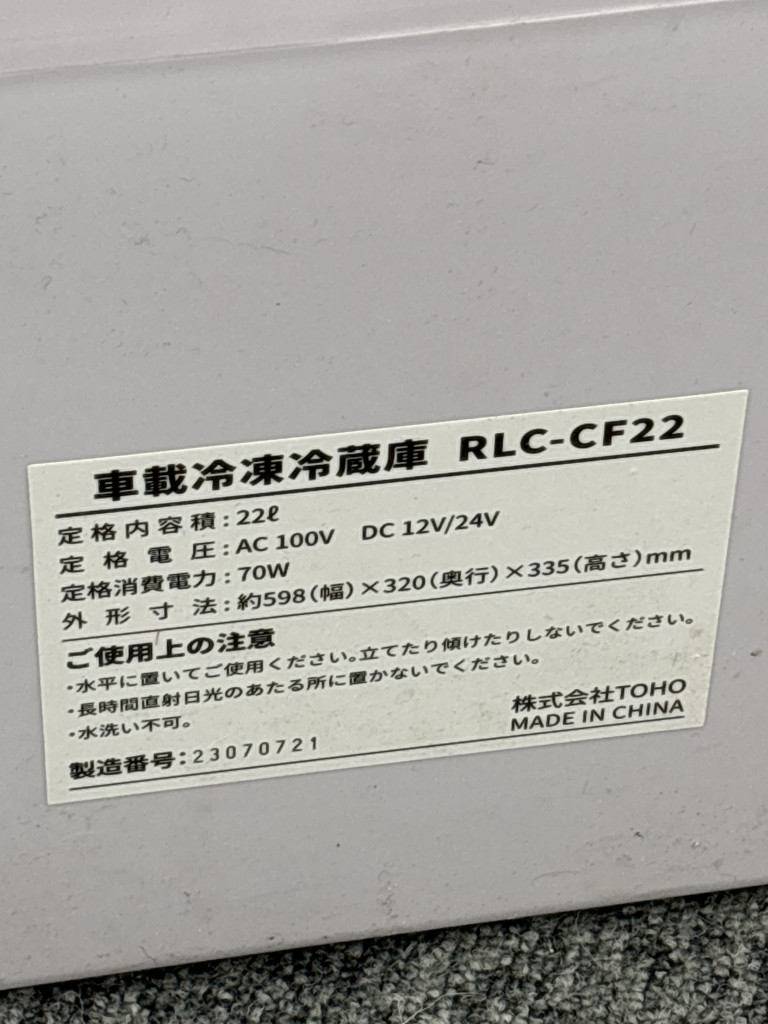 車載冷凍冷蔵庫 RLC-CF22
定格内容積:22ℓ
定格電圧:AC 100V DC 12V/24V
定格消費電力:70W
外形寸法:約598(幅)×320(奥行)×335(高さ)mm
ご使用上の注意
・水平に置いてご使用ください。立てたり傾けたりしないでください。
・長時間直射日光のあたる所に置かないでください。
・水洗い不可。
株式会社TOHO
MADE IN CHINA
製造番号:23070721